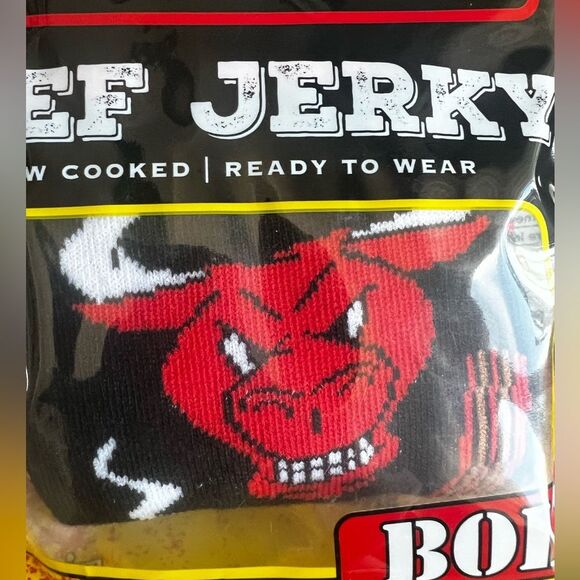 EF JERKY
W COOKED | READY TO WEAR
BO